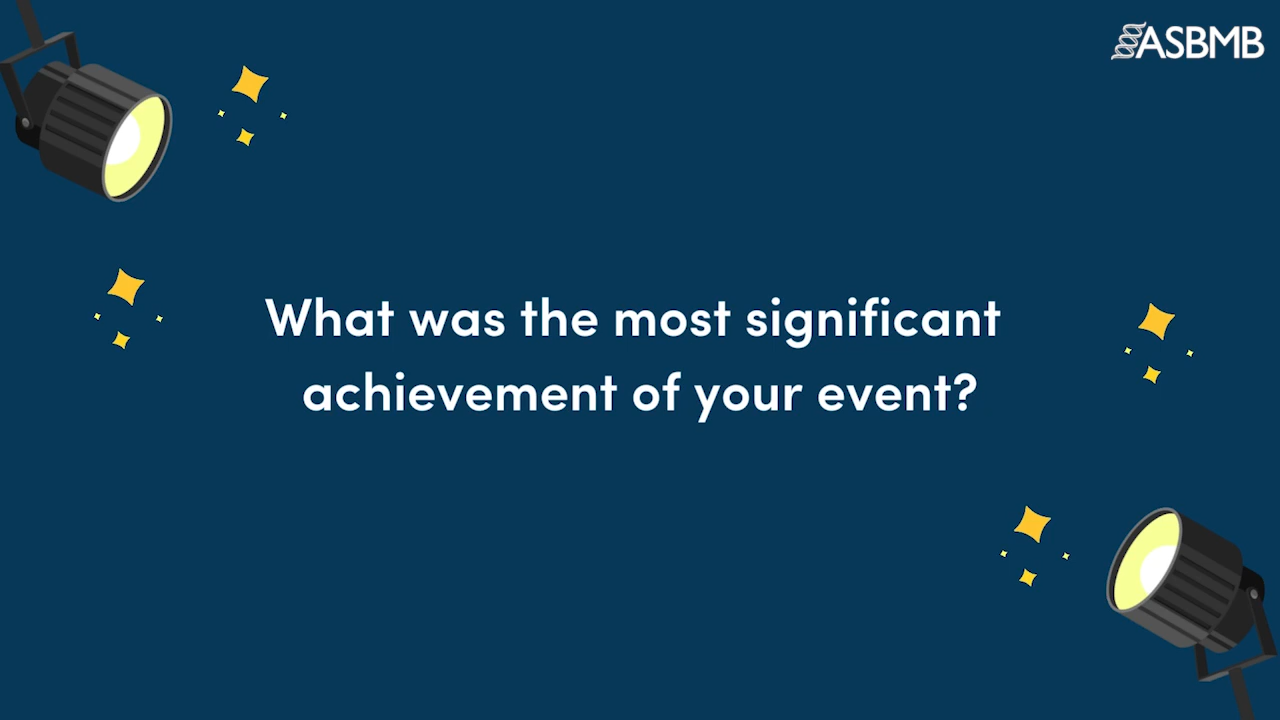 ASBMB
What was the most significant
achievement of your event?